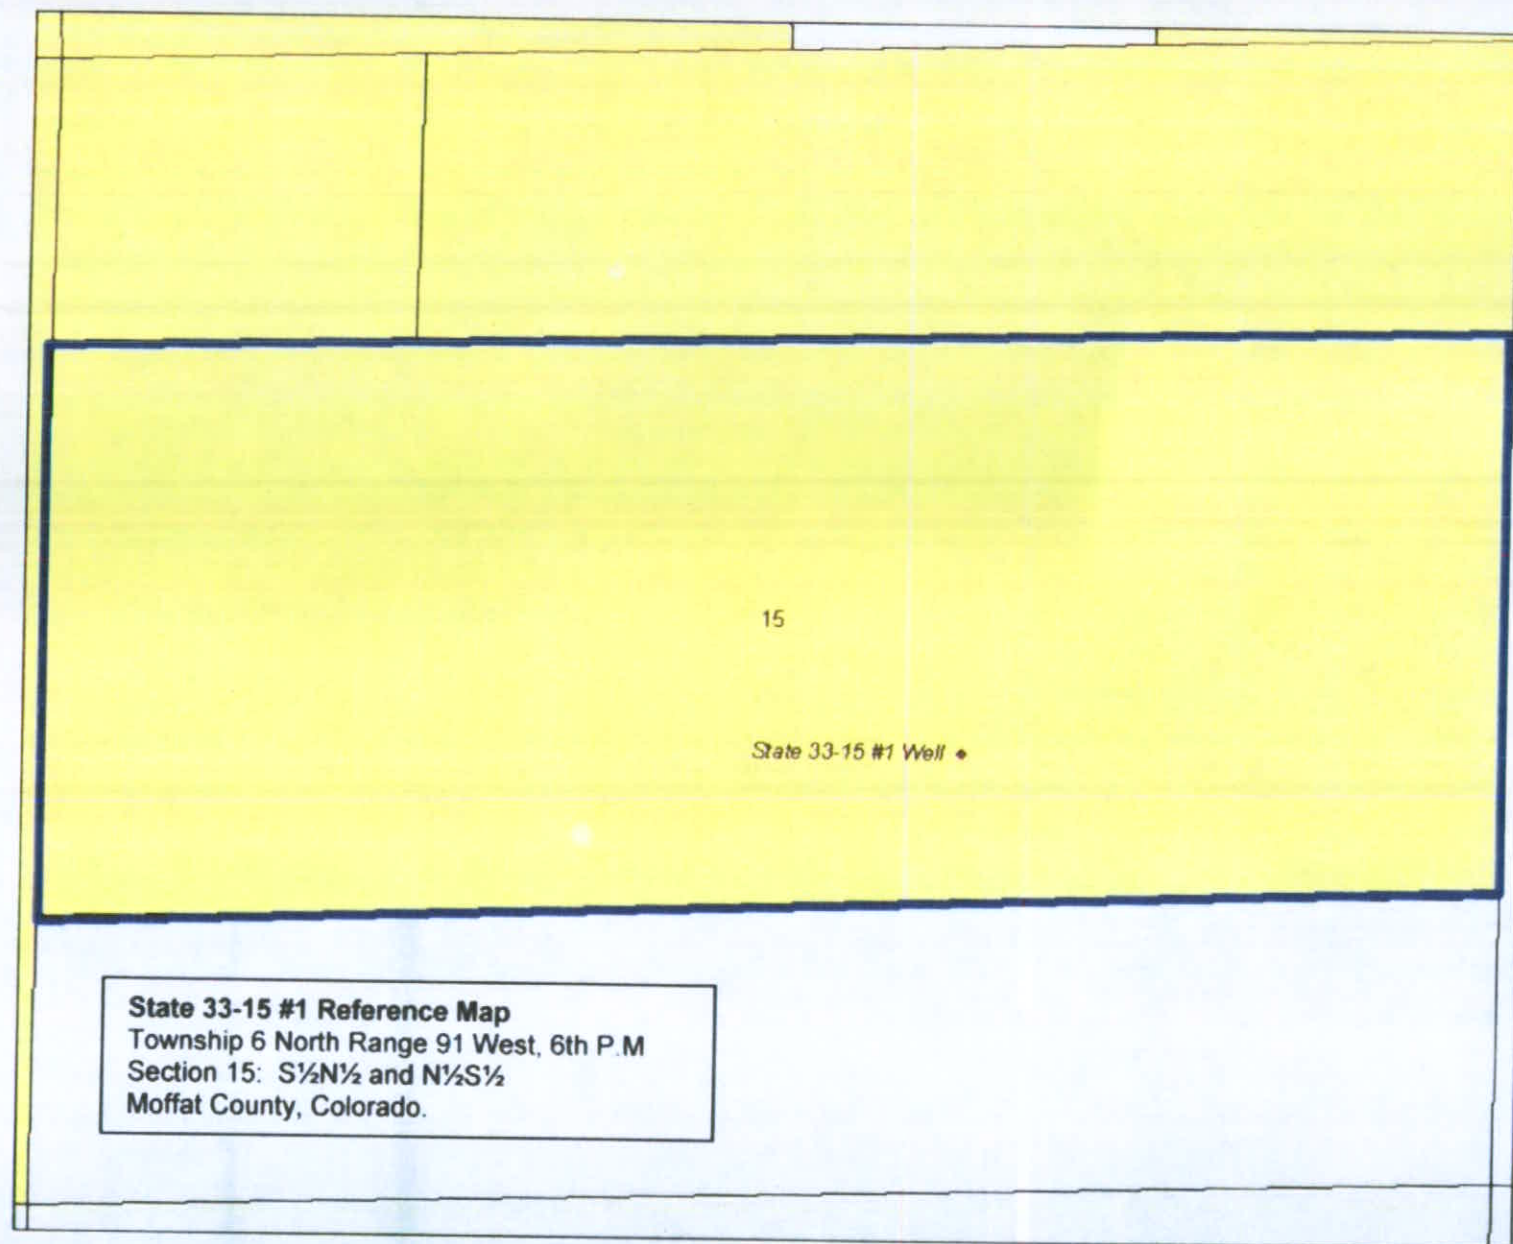 15
State 33-15 #1 Well
State 33-15 #1 Reference Map
Township 6 North Range 91 West, 6th P.M
Section 15: S½N½ and N½S½
Moffat County, Colorado.